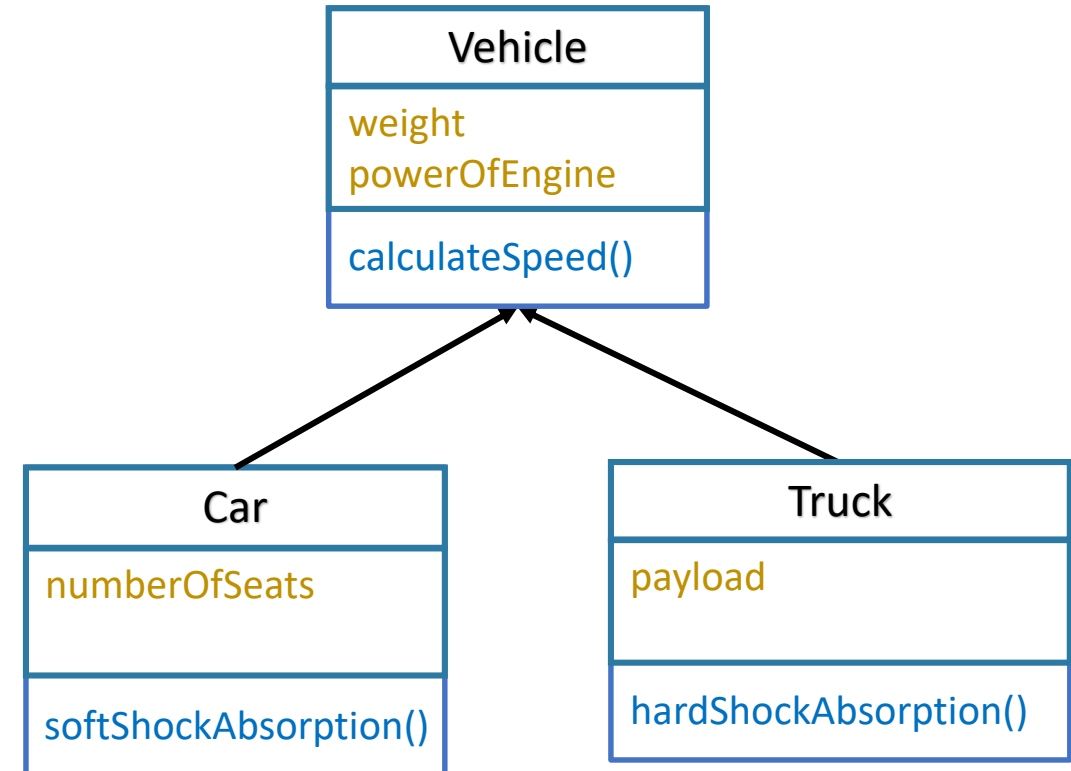 Vehicle
weight
powerOfEngine
calculateSpeed()
Car
numberOfSeats
softShockAbsorption()
Truck
payload
hardShockAbsorption()